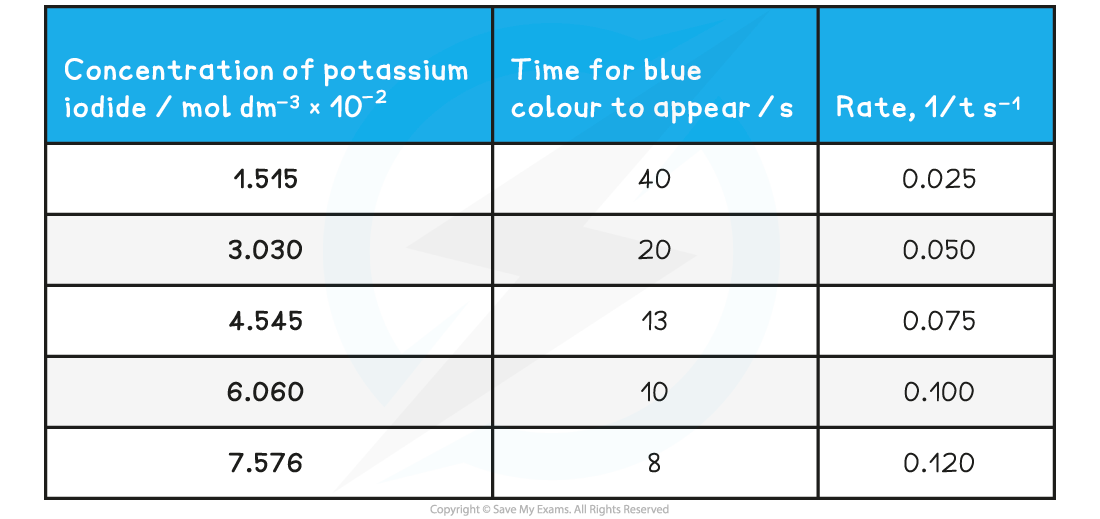 Concentration of potassium
iodide / mol dm⁻³ × 10⁻²
Time for blue
colour to appear / s
Rate, 1/t s⁻¹
1.515 40 0.025
3.030 20 0.050
4.545 13 0.075
6.060 10 0.100
7.576 8 0.120
Copyright © Save My Exams. All Rights Reserved